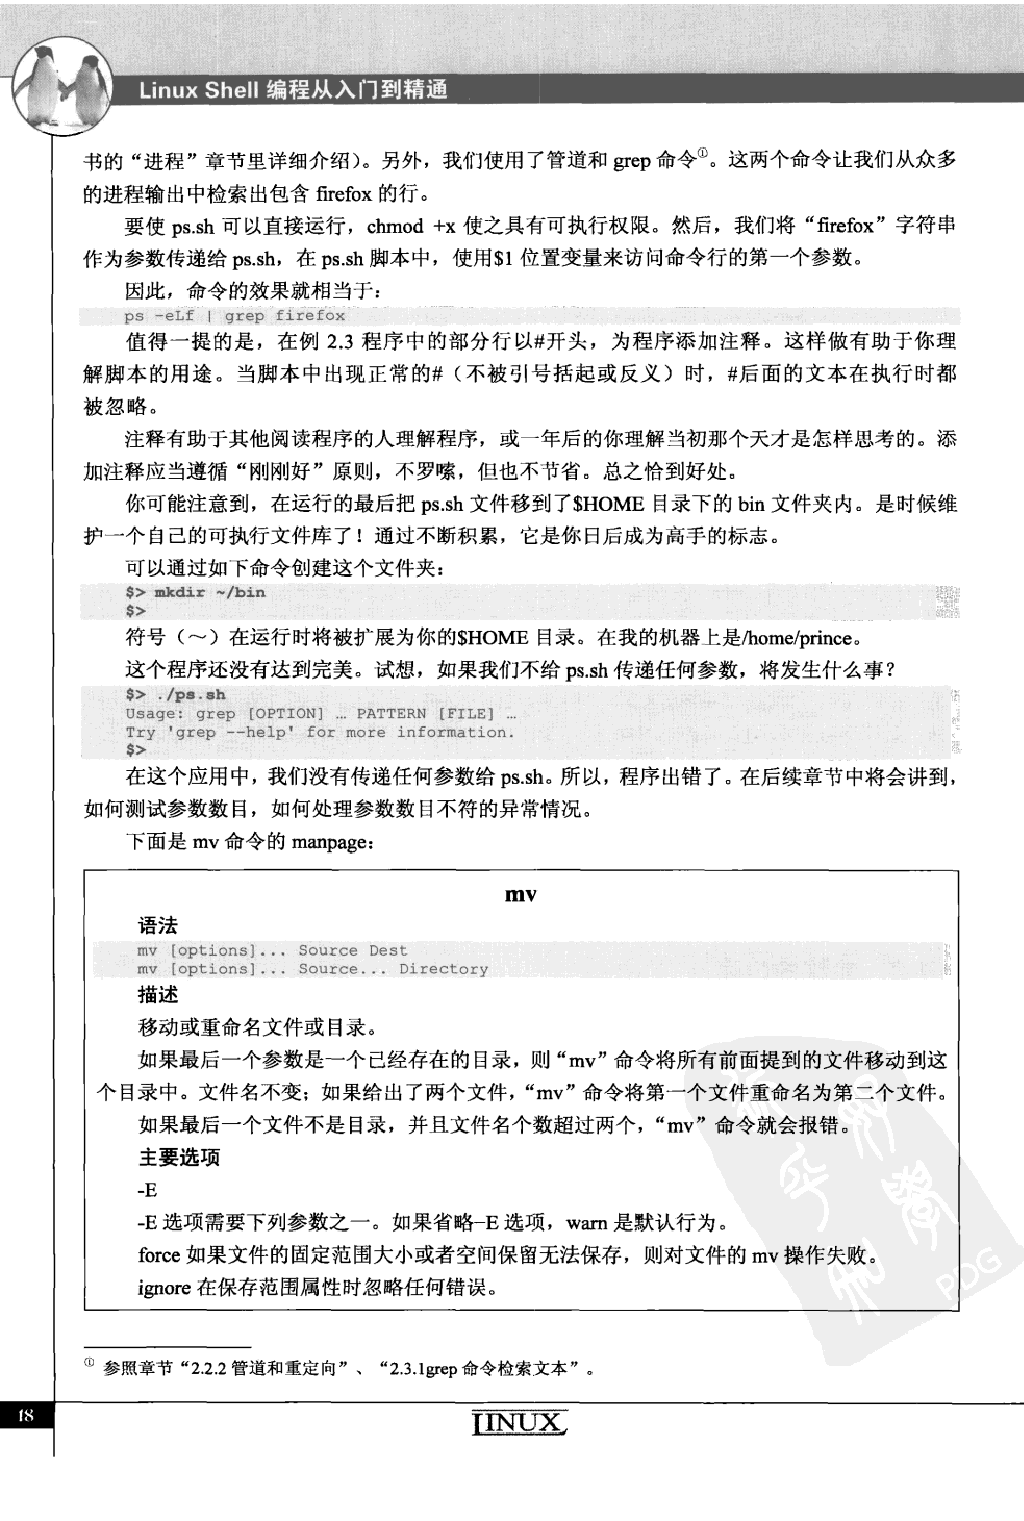 Linux Shell 编程从入门到精通
书的“进程”章节里详细介绍）。另外，我们使用了管道和 grep 命令①。这两个命令让我们从众多
的进程输出中检索出包含 firefox 的行。
要使 ps.sh 可以直接运行，chmod +x 使之具有可执行权限。然后，我们将“firefox”字符串
作为参数传递给 ps.sh，在 ps.sh 脚本中，使用$1 位置变量来访问命令行的第一个参数。
因此，命令的效果就相当于：
ps -eLf | grep firefox
值得一提的是，在例 2.3 程序中的部分行以#开头，为程序添加注释。这样做有助于你理
解脚本的用途。当脚本中出现正常的#（不被引号括起或反义）时，#后面的文本在执行时都
被忽略。
注释有助于其他阅读程序的人理解程序，或一年后的你理解当初那个天才是怎样思考的。添
加注释应当遵循“刚刚好”原则，不罗嗦，但也不节省。总之恰到好处。
你可能注意到，在运行的最后把 ps.sh 文件移到了$HOME 目录下的 bin 文件夹内。是时候维
护一个自己的可执行文件库了！通过不断积累，它是你日后成为高手的标志。
可以通过如下命令创建这个文件夹：
$> mkdir ~/bin
$>
符号（～）在运行时将被扩展为你的$HOME 目录。在我的机器上是/home/prince。
这个程序还没有达到完美。试想，如果我们不给 ps.sh 传递任何参数，将发生什么事？
$> ./ps.sh
Usage: grep [OPTION] … PATTERN [FILE] …
Try 'grep --help' for more information.
$>
在这个应用中，我们没有传递任何参数给 ps.sh。所以，程序出错了。在后续章节中将会讲到，
如何测试参数数目，如何处理参数数目不符的异常情况。
下面是 mv 命令的 manpage：
mv
语法
mv [options]... Source Dest
mv [options]... Source... Directory
描述
移动或重命名文件或目录。
如果最后一个参数是一个已经存在的目录，则“mv”命令将所有前面提到的文件移动到这
个目录中。文件名不变；如果给出了两个文件，“mv”命令将第一个文件重命名为第二个文件。
如果最后一个文件不是目录，并且文件名个数超过两个，“mv”命令就会报错。
主要选项
-E
-E 选项需要下列参数之一。如果省略–E 选项，warn 是默认行为。
force 如果文件的固定范围大小或者空间保留无法保存，则对文件的 mv 操作失败。
ignore 在保存范围属性时忽略任何错误。
PDG
① 参照章节“2.2.2 管道和重定向”、“2.3.1grep 命令检索文本”。
18
LINUX